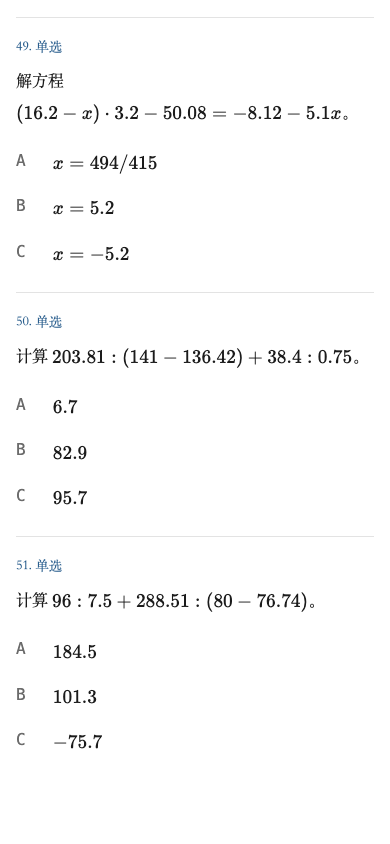 49. 单选
解方程
(16.2 − x) · 3.2 − 50.08 = −8.12 − 5.1x。
A x = 494/415
B x = 5.2
C x = −5.2
50. 单选
计算 203.81 : (141 − 136.42) + 38.4 : 0.75。
A 6.7
B 82.9
C 95.7
51. 单选
计算 96 : 7.5 + 288.51 : (80 − 76.74)。
A 184.5
B 101.3
C −75.7